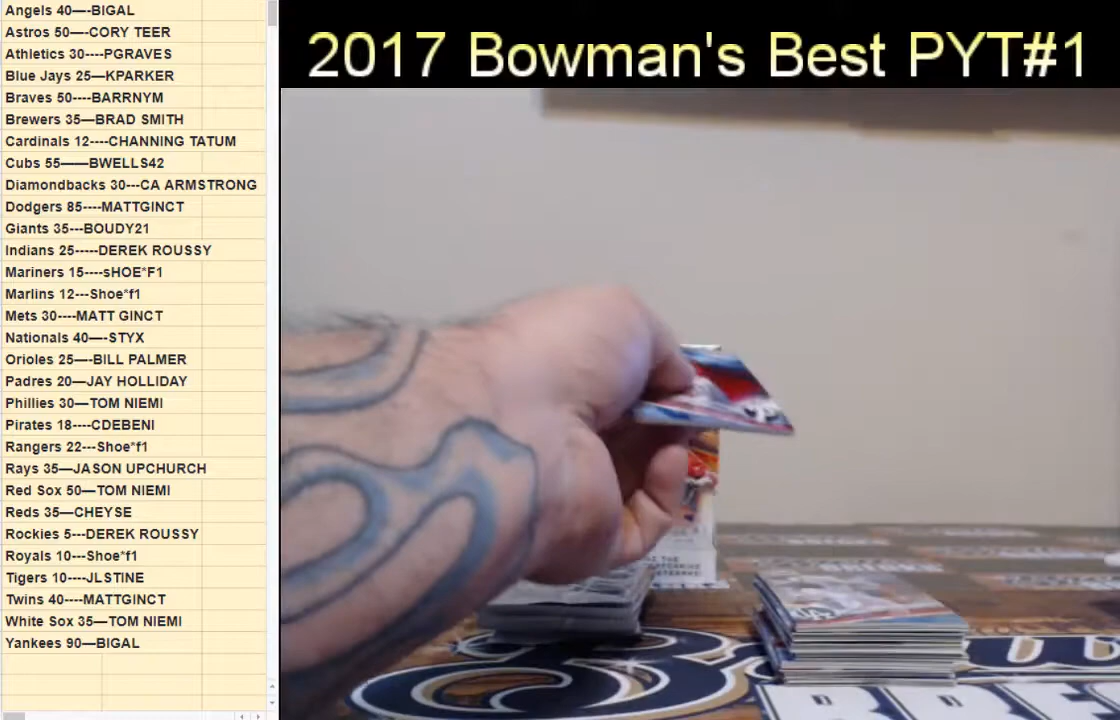 Angels 40—-BIGAL
Astros 50—-CORY TEER
Athletics 30----PGRAVES
Blue Jays 25—KPARKER
Braves 50----BARRNYM
Brewers 35—BRAD SMITH
Cardinals 12----CHANNING TATUM
Cubs 55——BWELLS42
Diamondbacks 30---CA ARMSTRONG
Dodgers 85----MATTGINCT
Giants 35---BOUDY21
Indians 25-----DEREK ROUSSY
Mariners 15----sHOE*F1
Marlins 12---Shoe*f1
Mets 30----MATT GINCT
Nationals 40—-STYX
Orioles 25—-BILL PALMER
Padres 20—JAY HOLLIDAY
Phillies 30—TOM NIEMI
Pirates 18----CDEBENI
Rangers 22---Shoe*f1
Rays 35—JASON UPCHURCH
Red Sox 50—TOM NIEMI
Reds 35—CHEYSE
Rockies 5---DEREK ROUSSY
Royals 10---Shoe*f1
Tigers 10----JLSTINE
Twins 40----MATTGINCT
White Sox 35—TOM NIEMI
Yankees 90—BIGAL
2017 Bowman's Best PYT#1